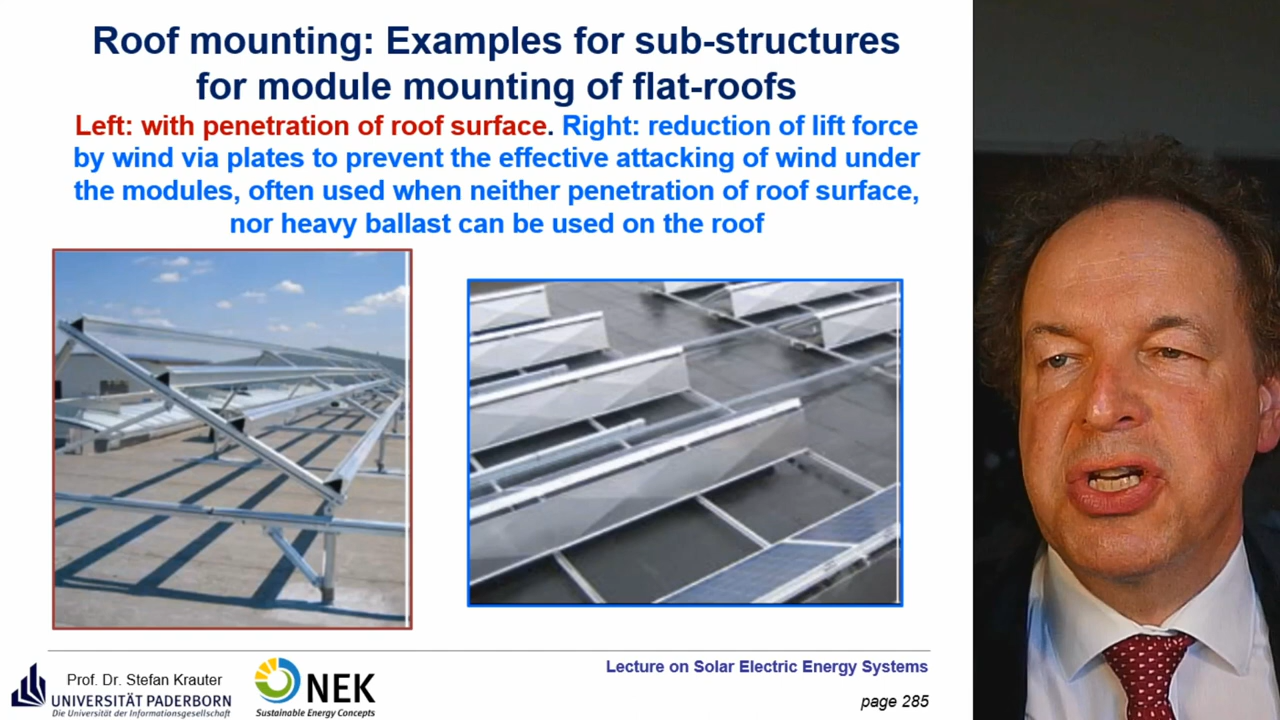 Roof mounting: Examples for sub-structures
for module mounting of flat-roofs
Left: with penetration of roof surface. Right: reduction of lift force
by wind via plates to prevent the effective attacking of wind under
the modules, often used when neither penetration of roof surface,
nor heavy ballast can be used on the roof
Prof. Dr. Stefan Krauter
UNIVERSITÄT PADERBORN
Die Universität der Informationsgesellschaft
NEK
Sustainable Energy Concepts
Lecture on Solar Electric Energy Systems
page 285